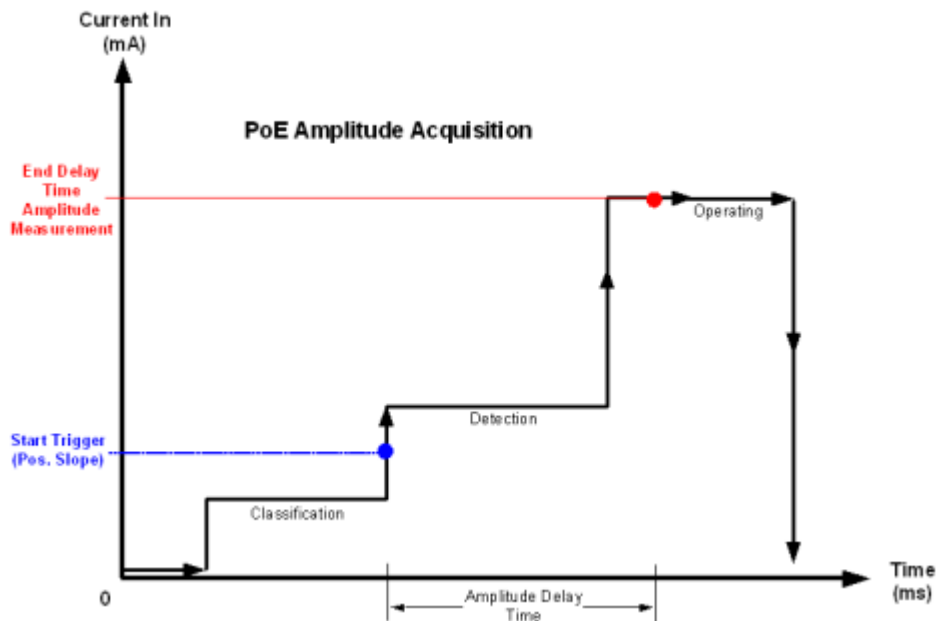 Current In
(mA)
PoE Amplitude Acquisition
End Delay
Time
Amplitude
Measurement
Operating
Detection
Start Trigger
(Pos. Slope)
Classification
0
Amplitude Delay
Time
Time
(ms)